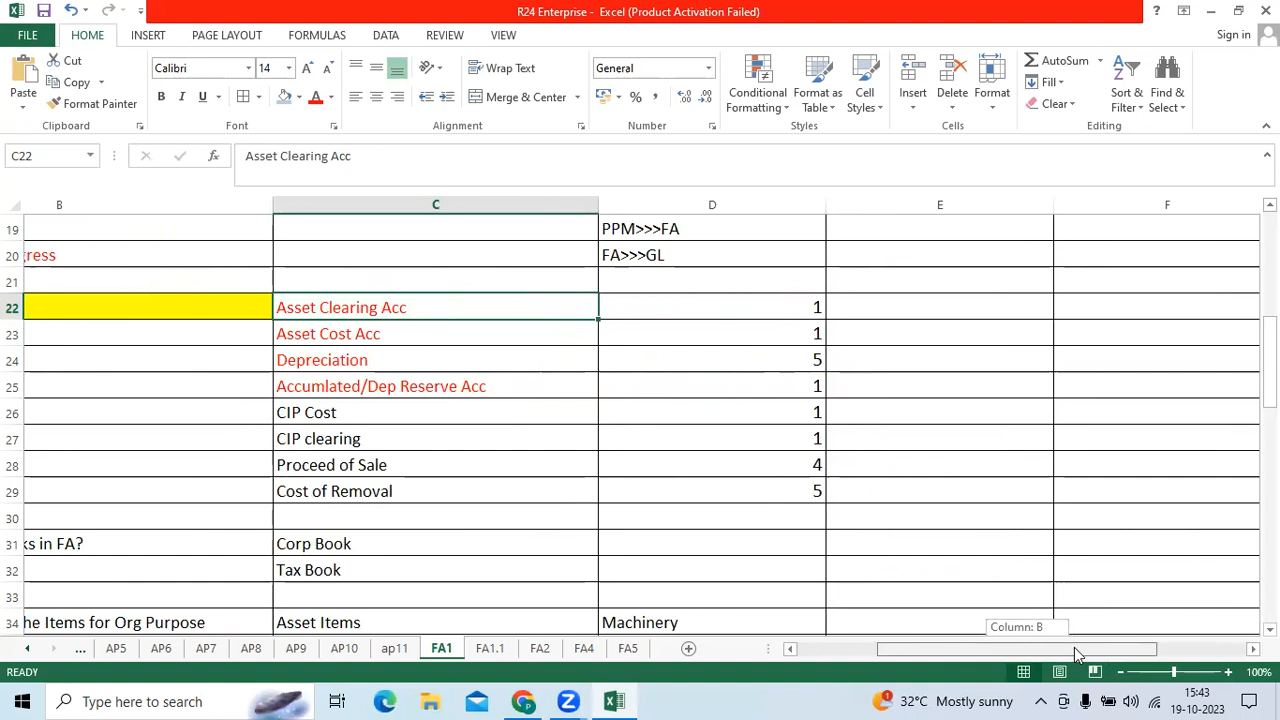 R24 Enterprise - Excel (Product Activation Failed)
FILE HOME INSERT PAGE LAYOUT FORMULAS DATA REVIEW VIEW Sign in
Paste Cut Copy Format Painter
Calibri 14 B I U
Wrap Text Merge & Center
General % ,
Conditional Formatting Format as Table Cell Styles
Insert Delete Format
AutoSum Fill Clear Sort & Filter Find & Select
Clipboard Font Alignment Number Styles Cells Editing
C22 fx Asset Clearing Acc
B C D E F
19 PPM>>>FA
20 gress FA>>>GL
21
22 Asset Clearing Acc 1
23 Asset Cost Acc 1
24 Depreciation 5
25 Accumlated/Dep Reserve Acc 1
26 CIP Cost 1
27 CIP clearing 1
28 Proceed of Sale 4
29 Cost of Removal 5
30
31 ks in FA? Corp Book
32 Tax Book
33
34 he Items for Org Purpose Asset Items Machinery
Column: B
... AP5 AP6 AP7 AP8 AP9 AP10 ap11 FA1 FA1.1 FA2 FA4 FA5
READY 100%
Type here to search 32°C Mostly sunny 15:43
19-10-2023